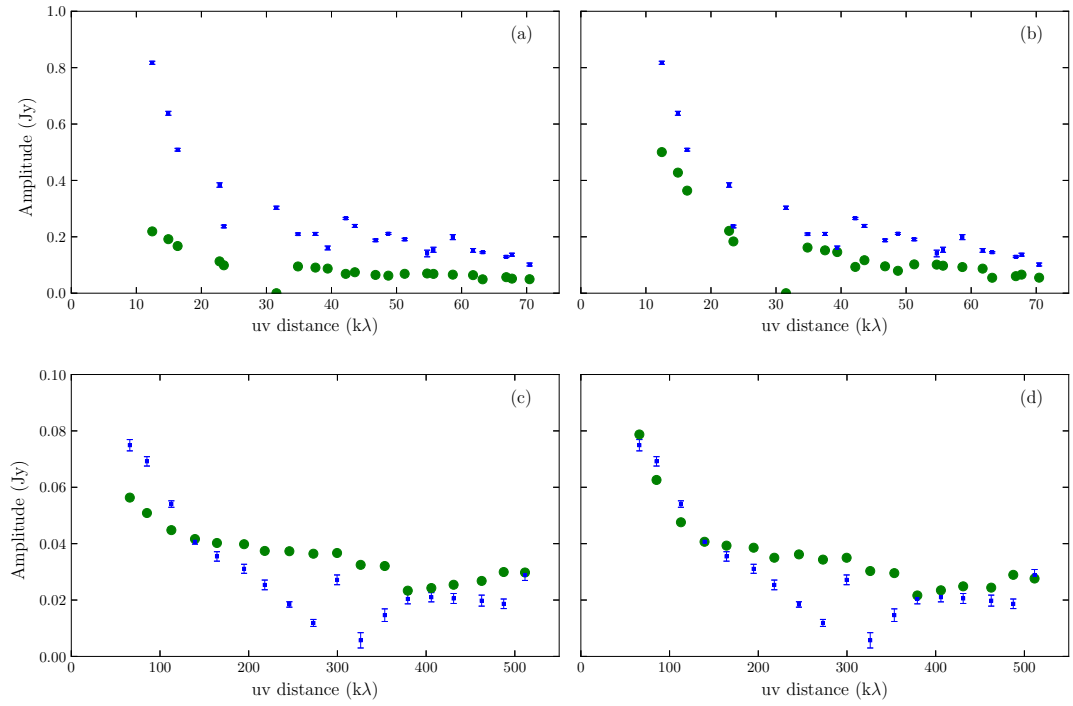 (a)
1.0
0.8
0.6
0.4
0.2
0.0
Amplitude (Jy)
0 10 20 30 40 50 60 70
uv distance (kλ)
(b)
0 10 20 30 40 50 60 70
uv distance (kλ)
(c)
0.10
0.08
0.06
0.04
0.02
0.00
Amplitude (Jy)
0 100 200 300 400 500
uv distance (kλ)
(d)
0 100 200 300 400 500
uv distance (kλ)